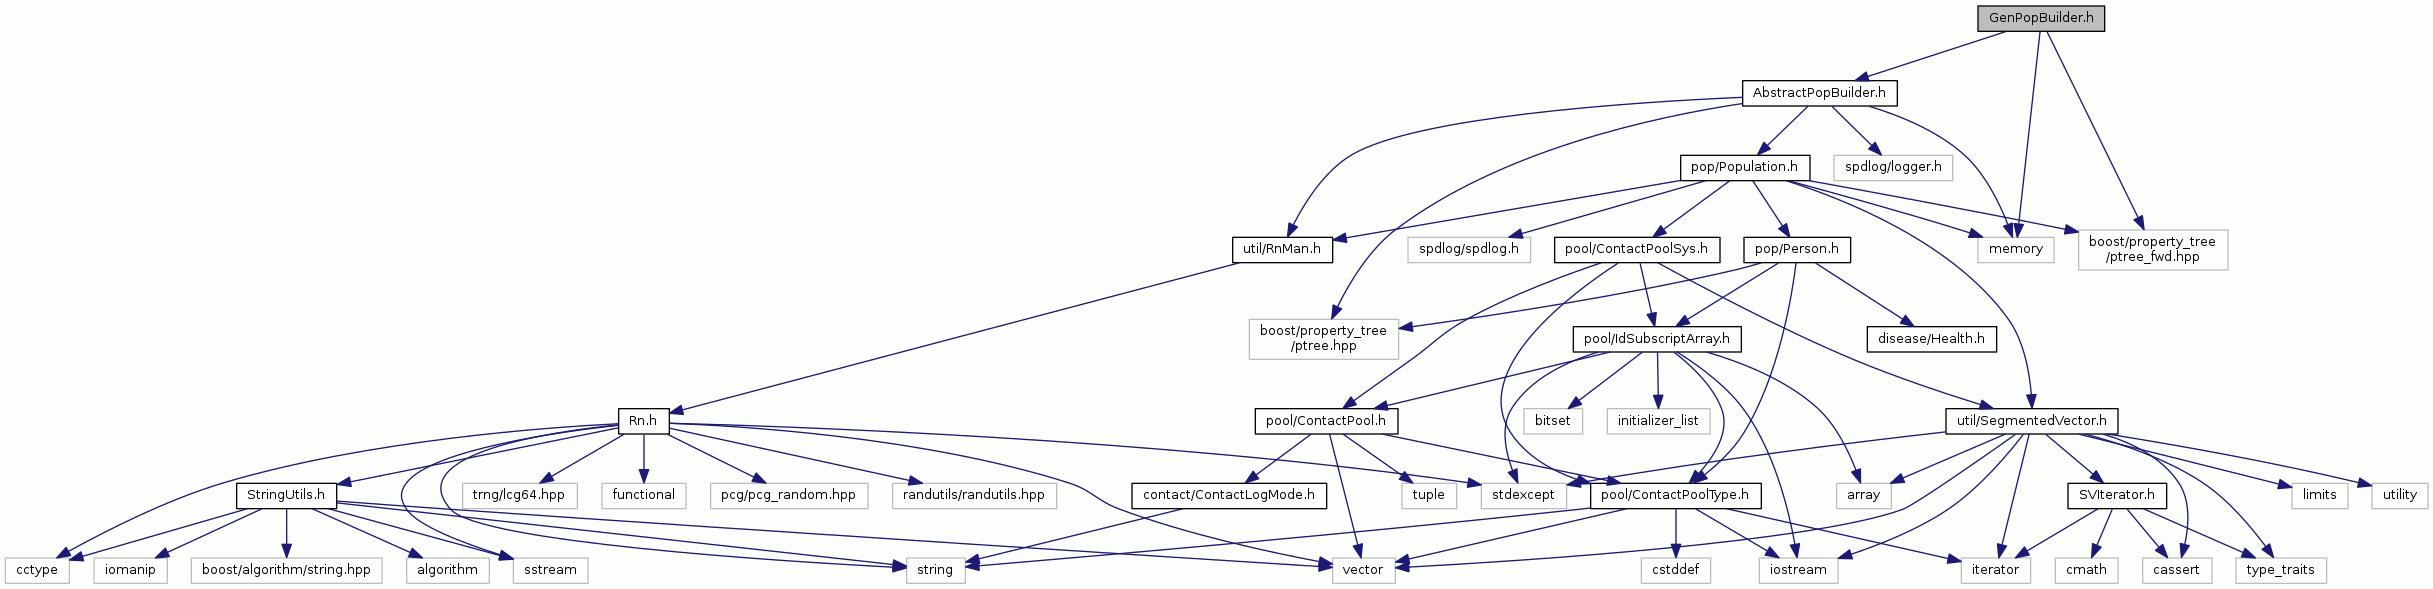 GenPopBuilder.h
AbstractPopBuilder.h
pop/Population.h
spdlog/logger.h
util/RnMan.h
spdlog/spdlog.h
pool/ContactPoolSys.h
pop/Person.h
memory
boost/property_tree
/ptree_fwd.hpp
boost/property_tree
/ptree.hpp
pool/IdSubscriptArray.h
disease/Health.h
Rn.h
pool/ContactPool.h
bitset
initializer_list
util/SegmentedVector.h
StringUtils.h
trng/lcg64.hpp
functional
pcg/pcg_random.hpp
randutils/randutils.hpp
contact/ContactLogMode.h
tuple
stdexcept
pool/ContactPoolType.h
array
SVIterator.h
limits
utility
cctype
iomanip
boost/algorithm/string.hpp
algorithm
sstream
string
vector
cstddef
iostream
iterator
cmath
cassert
type_traits